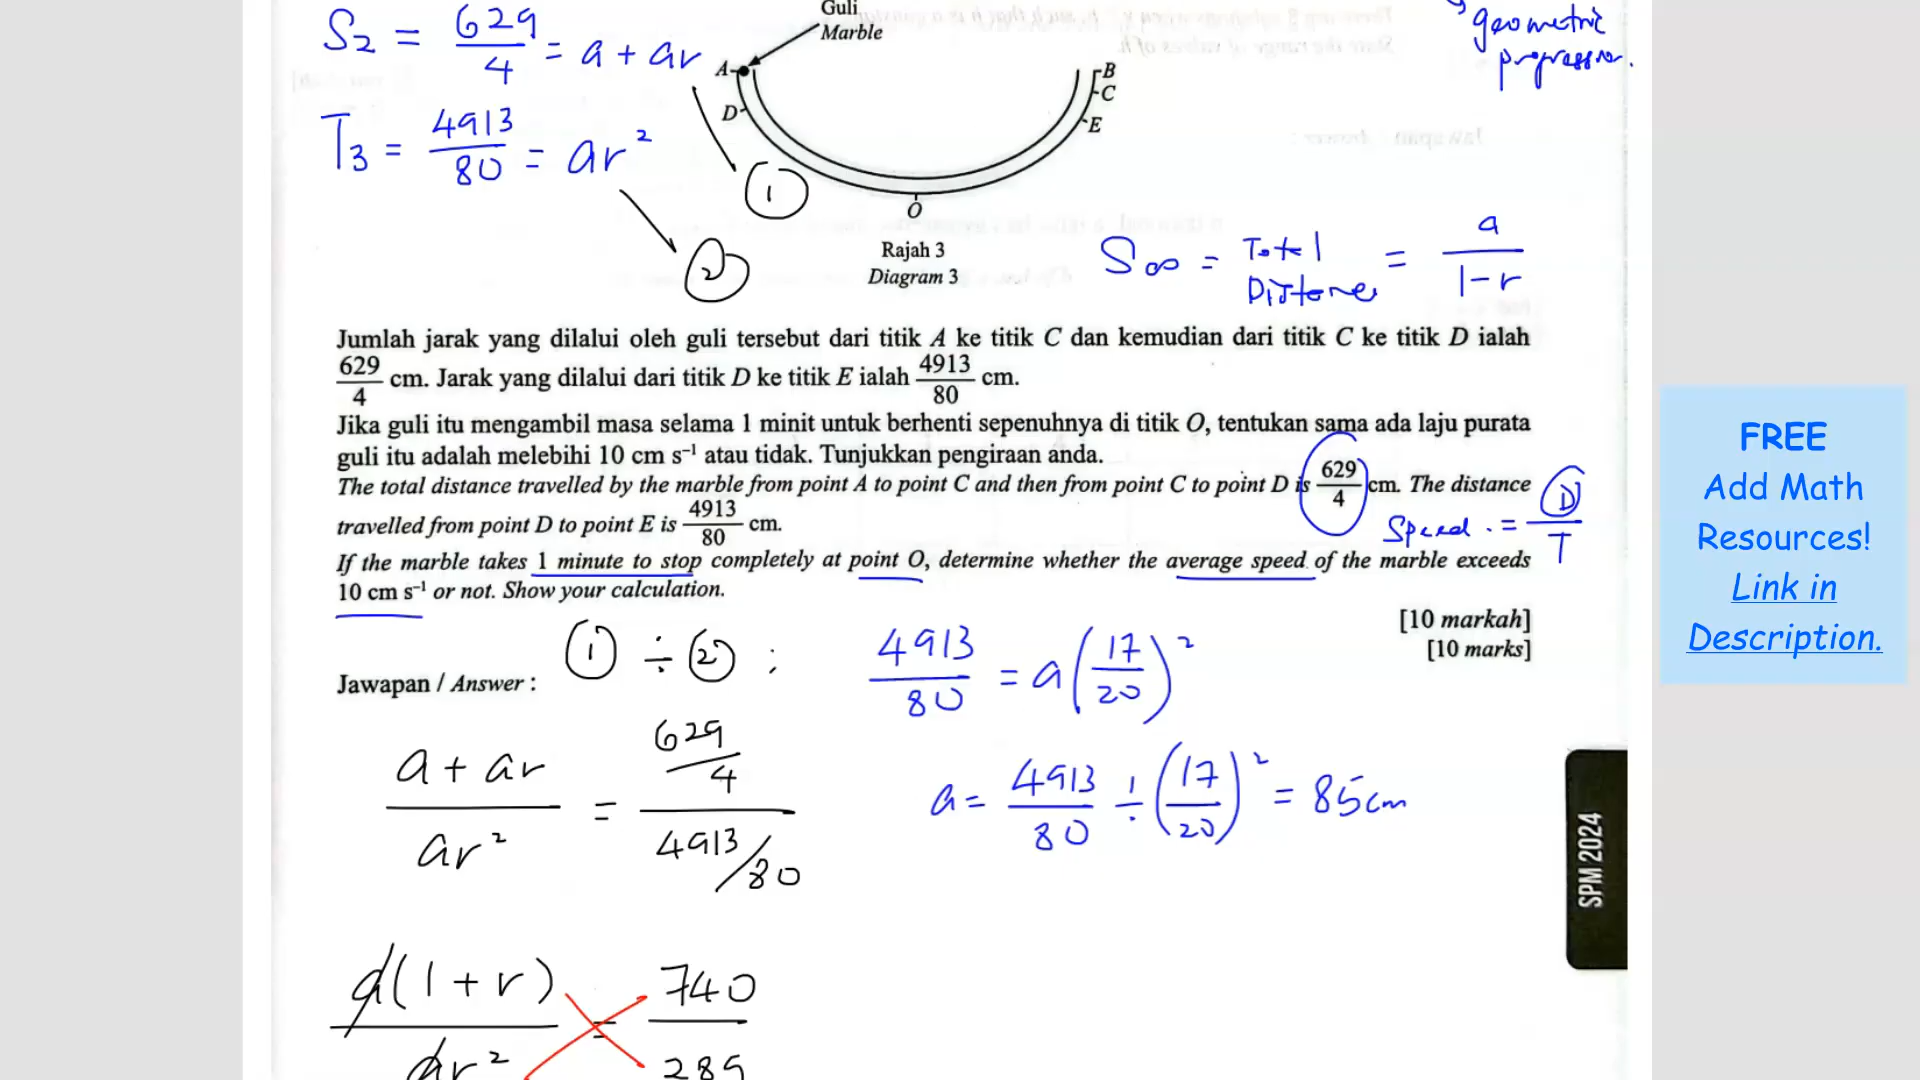 S2 = 629/4 = a + ar
Guli
Marble
geometric
progression.
A
B
C
D
E
T3 = 4913/80 = ar²
1
O
2
Rajah 3
Diagram 3
S∞ = Total Distance = a/(1-r)
Jumlah jarak yang dilalui oleh guli tersebut dari titik A ke titik C dan kemudian dari titik C ke titik D ialah
629/4 cm. Jarak yang dilalui dari titik D ke titik E ialah 4913/80 cm.
Jika guli itu mengambil masa selama 1 minit untuk berhenti sepenuhnya di titik O, tentukan sama ada laju purata
guli itu adalah melebihi 10 cm s⁻¹ atau tidak. Tunjukkan pengiraan anda.
The total distance travelled by the marble from point A to point C and then from point C to point D is 629/4 cm. The distance
travelled from point D to point E is 4913/80 cm.
Speed = D/T
If the marble takes 1 minute to stop completely at point O, determine whether the average speed of the marble exceeds
10 cm s⁻¹ or not. Show your calculation.
[10 markah]
[10 marks]
Jawapan / Answer :
① ÷ ② :
(a + ar)/ar² = (629/4)/(4913/80)
a(1 + r)/ar² = 740/289
4913/80 = a(17/20)²
a = 4913/80 ÷ (17/20)² = 85cm
SPM 2024
FREE
Add Math
Resources!
Link in
Description.